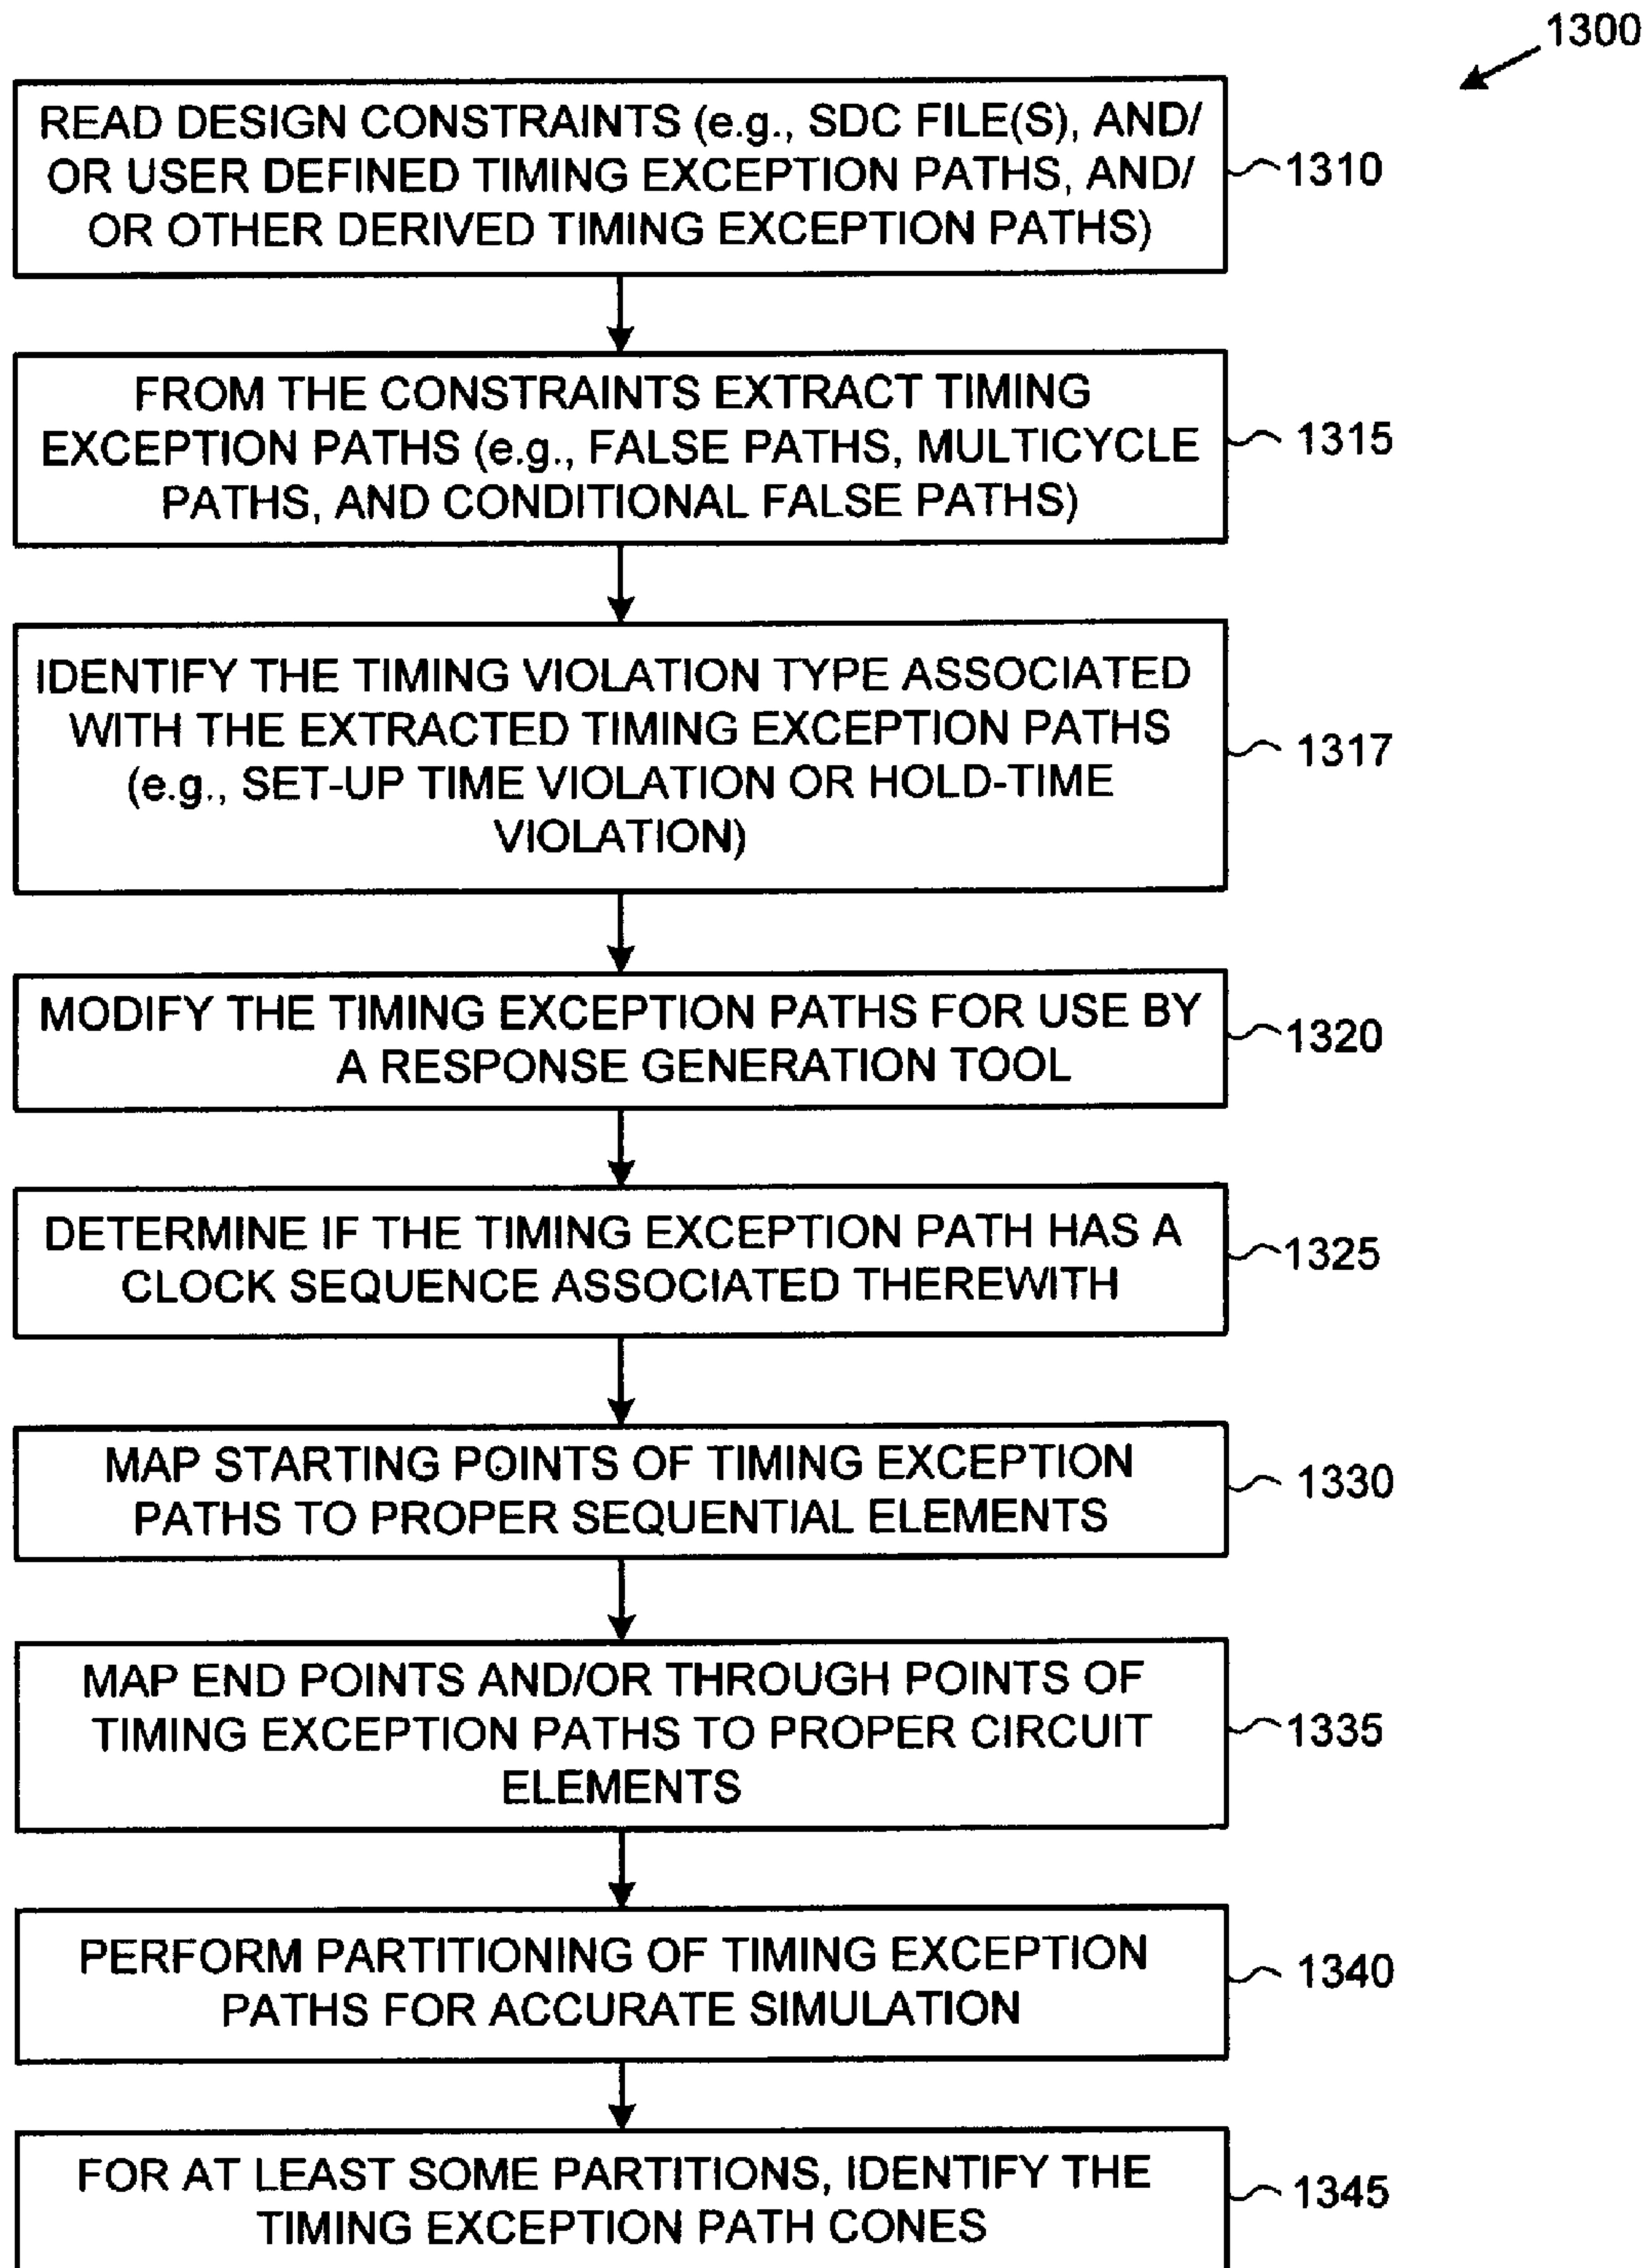 1300
READ DESIGN CONSTRAINTS (e.g., SDC FILE(S), AND/
OR USER DEFINED TIMING EXCEPTION PATHS, AND/
OR OTHER DERIVED TIMING EXCEPTION PATHS)
1310
FROM THE CONSTRAINTS EXTRACT TIMING
EXCEPTION PATHS (e.g., FALSE PATHS, MULTICYCLE
PATHS, AND CONDITIONAL FALSE PATHS)
1315
IDENTIFY THE TIMING VIOLATION TYPE ASSOCIATED
WITH THE EXTRACTED TIMING EXCEPTION PATHS
(e.g., SET-UP TIME VIOLATION OR HOLD-TIME
VIOLATION)
1317
MODIFY THE TIMING EXCEPTION PATHS FOR USE BY
A RESPONSE GENERATION TOOL
1320
DETERMINE IF THE TIMING EXCEPTION PATH HAS A
CLOCK SEQUENCE ASSOCIATED THEREWITH
1325
MAP STARTING POINTS OF TIMING EXCEPTION
PATHS TO PROPER SEQUENTIAL ELEMENTS
1330
MAP END POINTS AND/OR THROUGH POINTS OF
TIMING EXCEPTION PATHS TO PROPER CIRCUIT
ELEMENTS
1335
PERFORM PARTITIONING OF TIMING EXCEPTION
PATHS FOR ACCURATE SIMULATION
1340
FOR AT LEAST SOME PARTITIONS, IDENTIFY THE
TIMING EXCEPTION PATH CONES
1345